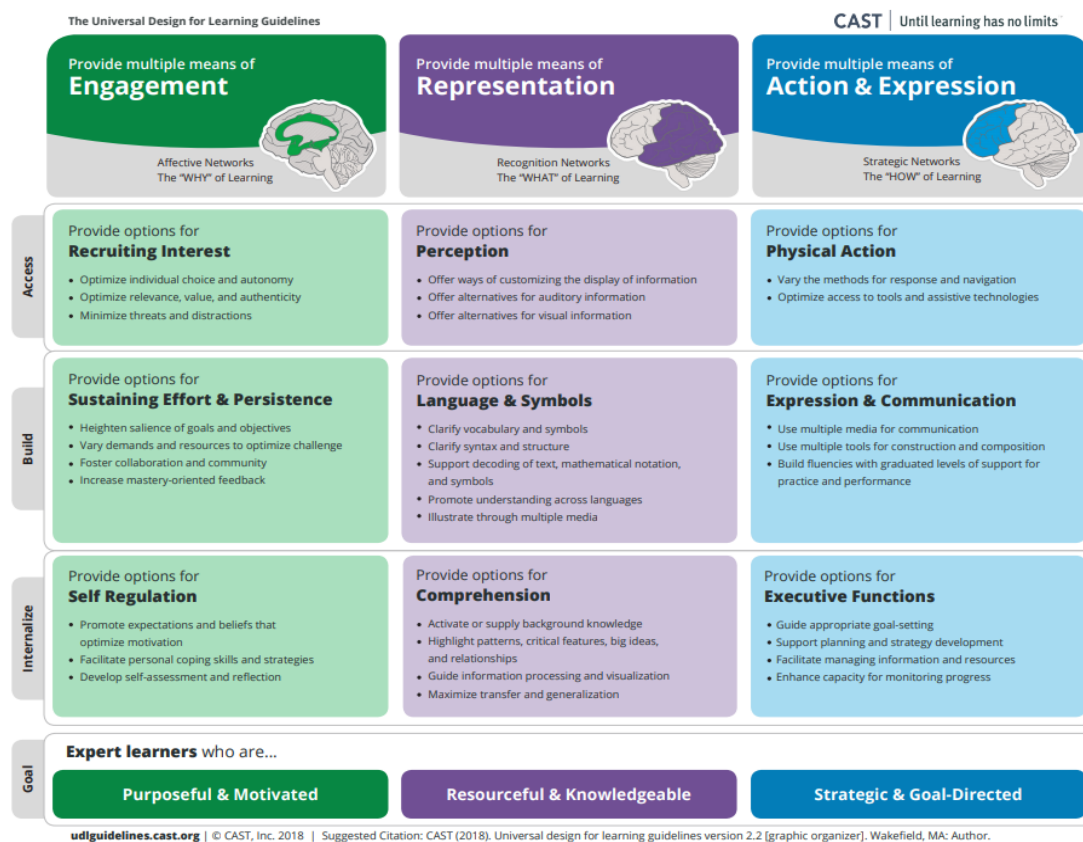 The Universal Design for Learning Guidelines
CAST | Until learning has no limits
Provide multiple means of
Engagement
Affective Networks
The "WHY" of Learning
Provide multiple means of
Representation
Recognition Networks
The "WHAT" of Learning
Provide multiple means of
Action & Expression
Strategic Networks
The "HOW" of Learning
Access
Provide options for
Recruiting Interest
• Optimize individual choice and autonomy
• Optimize relevance, value, and authenticity
• Minimize threats and distractions
Provide options for
Perception
• Offer ways of customizing the display of information
• Offer alternatives for auditory information
• Offer alternatives for visual information
Provide options for
Physical Action
• Vary the methods for response and navigation
• Optimize access to tools and assistive technologies
Build
Provide options for
Sustaining Effort & Persistence
• Heighten salience of goals and objectives
• Vary demands and resources to optimize challenge
• Foster collaboration and community
• Increase mastery-oriented feedback
Provide options for
Language & Symbols
• Clarify vocabulary and symbols
• Clarify syntax and structure
• Support decoding of text, mathematical notation,
and symbols
• Promote understanding across languages
• Illustrate through multiple media
Provide options for
Expression & Communication
• Use multiple media for communication
• Use multiple tools for construction and composition
• Build fluencies with graduated levels of support for
practice and performance
Internalize
Provide options for
Self Regulation
• Promote expectations and beliefs that
optimize motivation
• Facilitate personal coping skills and strategies
• Develop self-assessment and reflection
Provide options for
Comprehension
• Activate or supply background knowledge
• Highlight patterns, critical features, big ideas,
and relationships
• Guide information processing and visualization
• Maximize transfer and generalization
Provide options for
Executive Functions
• Guide appropriate goal-setting
• Support planning and strategy development
• Facilitate managing information and resources
• Enhance capacity for monitoring progress
Goal
Expert learners who are...
Purposeful & Motivated
Resourceful & Knowledgeable
Strategic & Goal-Directed
udlguidelines.cast.org | © CAST, Inc. 2018 | Suggested Citation: CAST (2018). Universal design for learning guidelines version 2.2 [graphic organizer]. Wakefield, MA: Author.